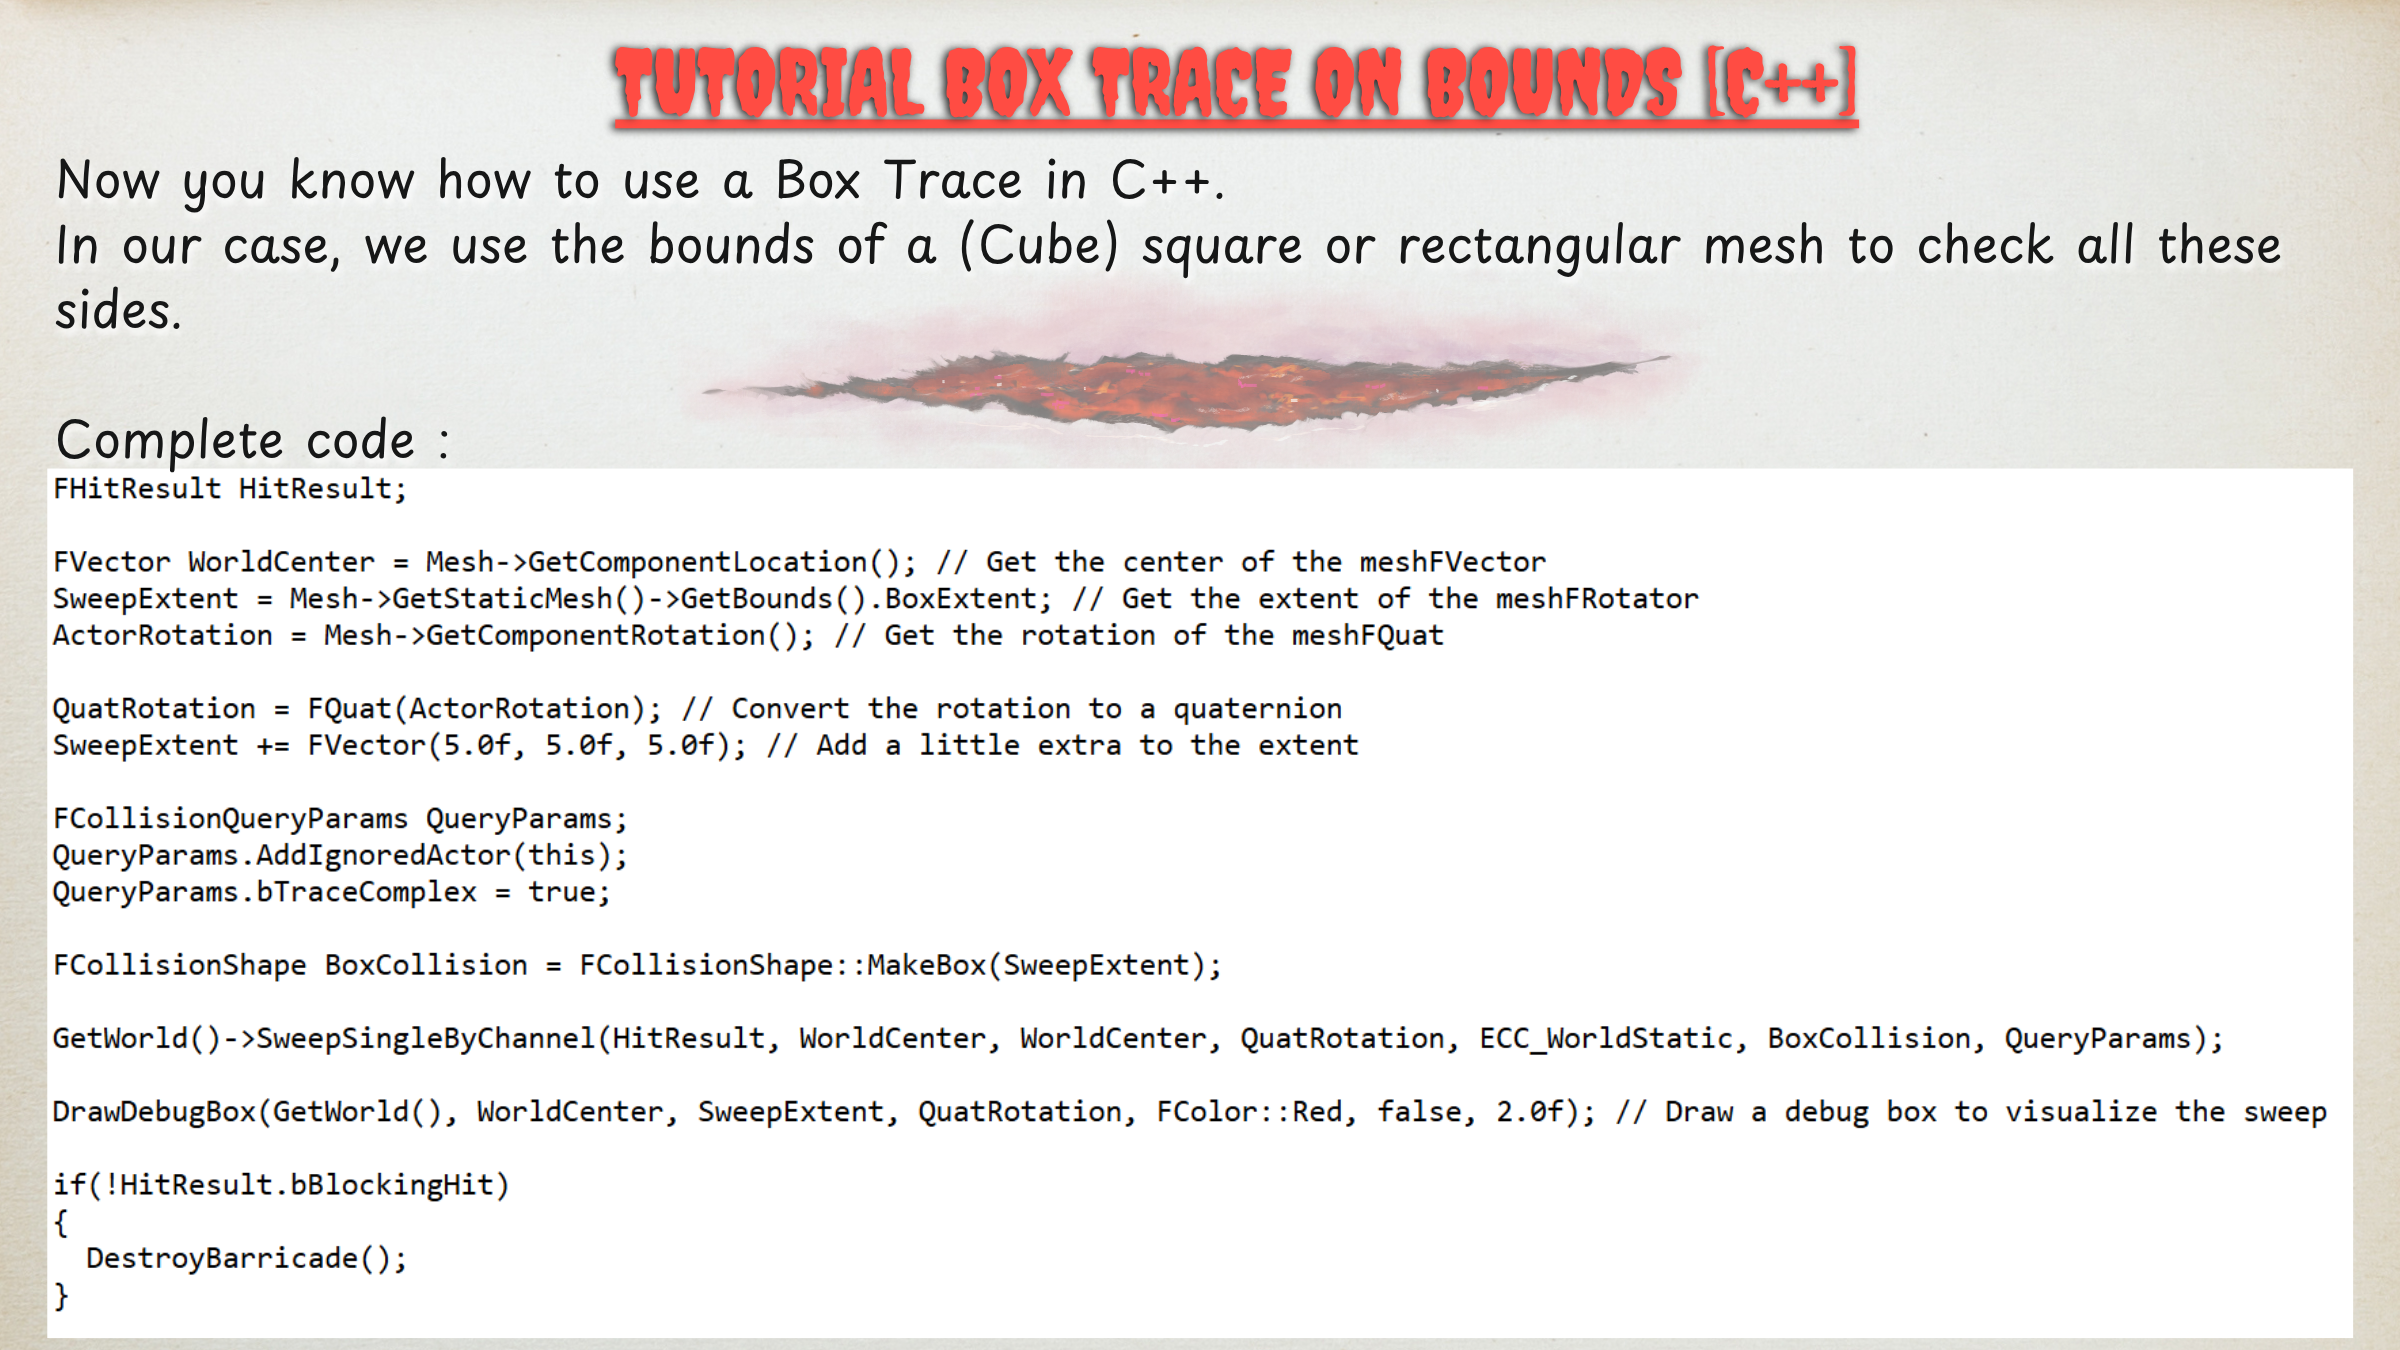 TUTORIAL BOX TRACE ON BOUNDS [C++]
Now you know how to use a Box Trace in C++.
In our case, we use the bounds of a (Cube) square or rectangular mesh to check all these
sides.
Complete code :
FHitResult HitResult;
FVector WorldCenter = Mesh->GetComponentLocation(); // Get the center of the meshFVector
SweepExtent = Mesh->GetStaticMesh()->GetBounds().BoxExtent; // Get the extent of the meshFRotator
ActorRotation = Mesh->GetComponentRotation(); // Get the rotation of the meshFQuat
QuatRotation = FQuat(ActorRotation); // Convert the rotation to a quaternion
SweepExtent += FVector(5.0f, 5.0f, 5.0f); // Add a little extra to the extent
FCollisionQueryParams QueryParams;
QueryParams.AddIgnoredActor(this);
QueryParams.bTraceComplex = true;
FCollisionShape BoxCollision = FCollisionShape::MakeBox(SweepExtent);
GetWorld()->SweepSingleByChannel(HitResult, WorldCenter, WorldCenter, QuatRotation, ECC_WorldStatic, BoxCollision, QueryParams);
DrawDebugBox(GetWorld(), WorldCenter, SweepExtent, QuatRotation, FColor::Red, false, 2.0f); // Draw a debug box to visualize the sweep
if(!HitResult.bBlockingHit)
{
  DestroyBarricade();
}